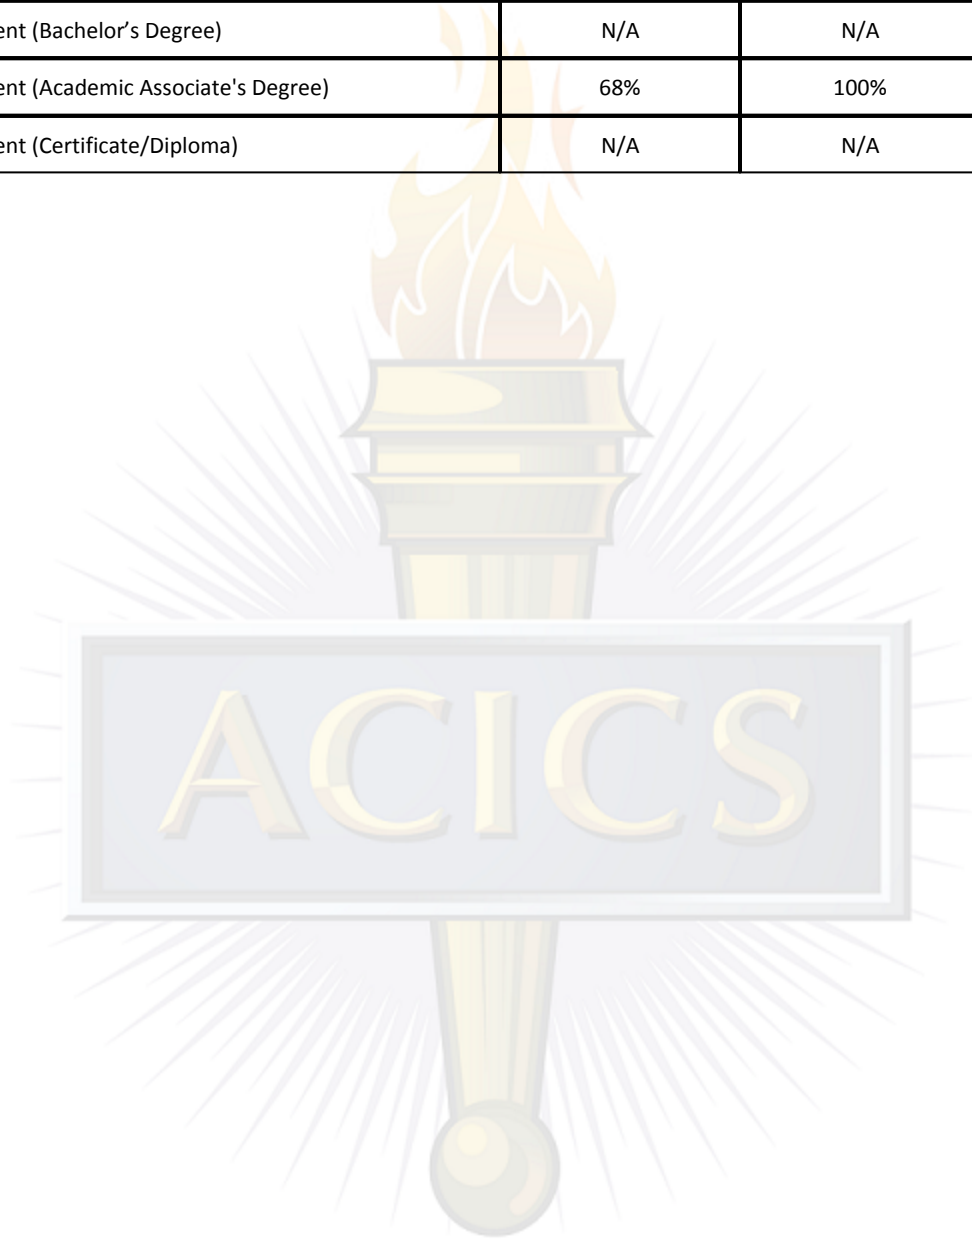 ent (Bachelor’s Degree) N/A N/A
ent (Academic Associate's Degree) 68% 100%
ent (Certificate/Diploma) N/A N/A
ACICS